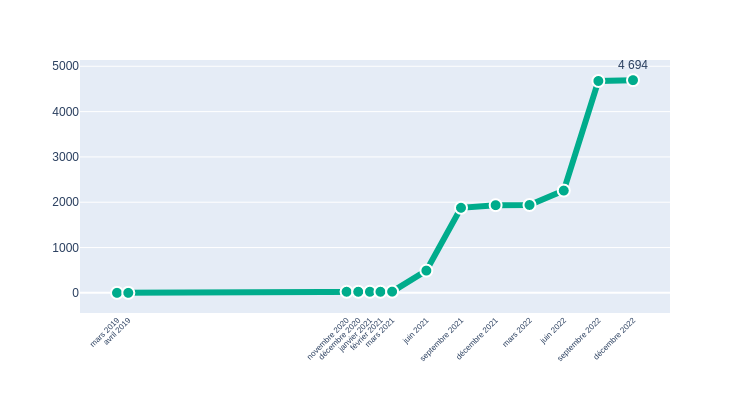 4 694
5000
4000
3000
2000
1000
0
mars 2019
avril 2019
novembre 2020
décembre 2020
janvier 2021
février 2021
mars 2021
juin 2021
septembre 2021
décembre 2021
mars 2022
juin 2022
septembre 2022
décembre 2022